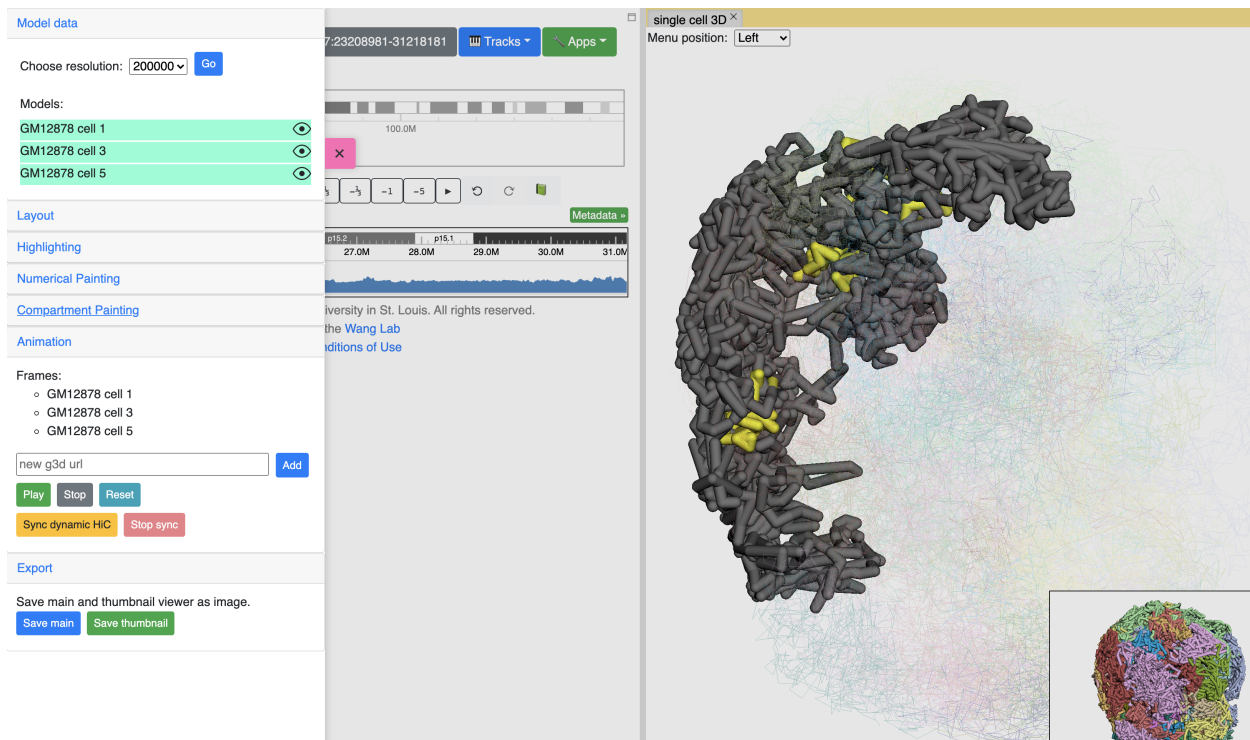 Model data
Choose resolution: 200000 Go
Models:
GM12878 cell 1
GM12878 cell 3
GM12878 cell 5
Layout
Highlighting
Numerical Painting
Compartment Painting
Animation
Frames:
GM12878 cell 1
GM12878 cell 3
GM12878 cell 5
new g3d url Add
Play Stop Reset
Sync dynamic HiC Stop sync
Export
Save main and thumbnail viewer as image.
Save main Save thumbnail
7:23208981-31218181 Tracks Apps
100.0M
×
-⅓ -1 -5
Metadata »
p15.2 p15.1
27.0M 28.0M 29.0M 30.0M 31.0M
iversity in St. Louis. All rights reserved.
the Wang Lab
nditions of Use
single cell 3D ×
Menu position: Left